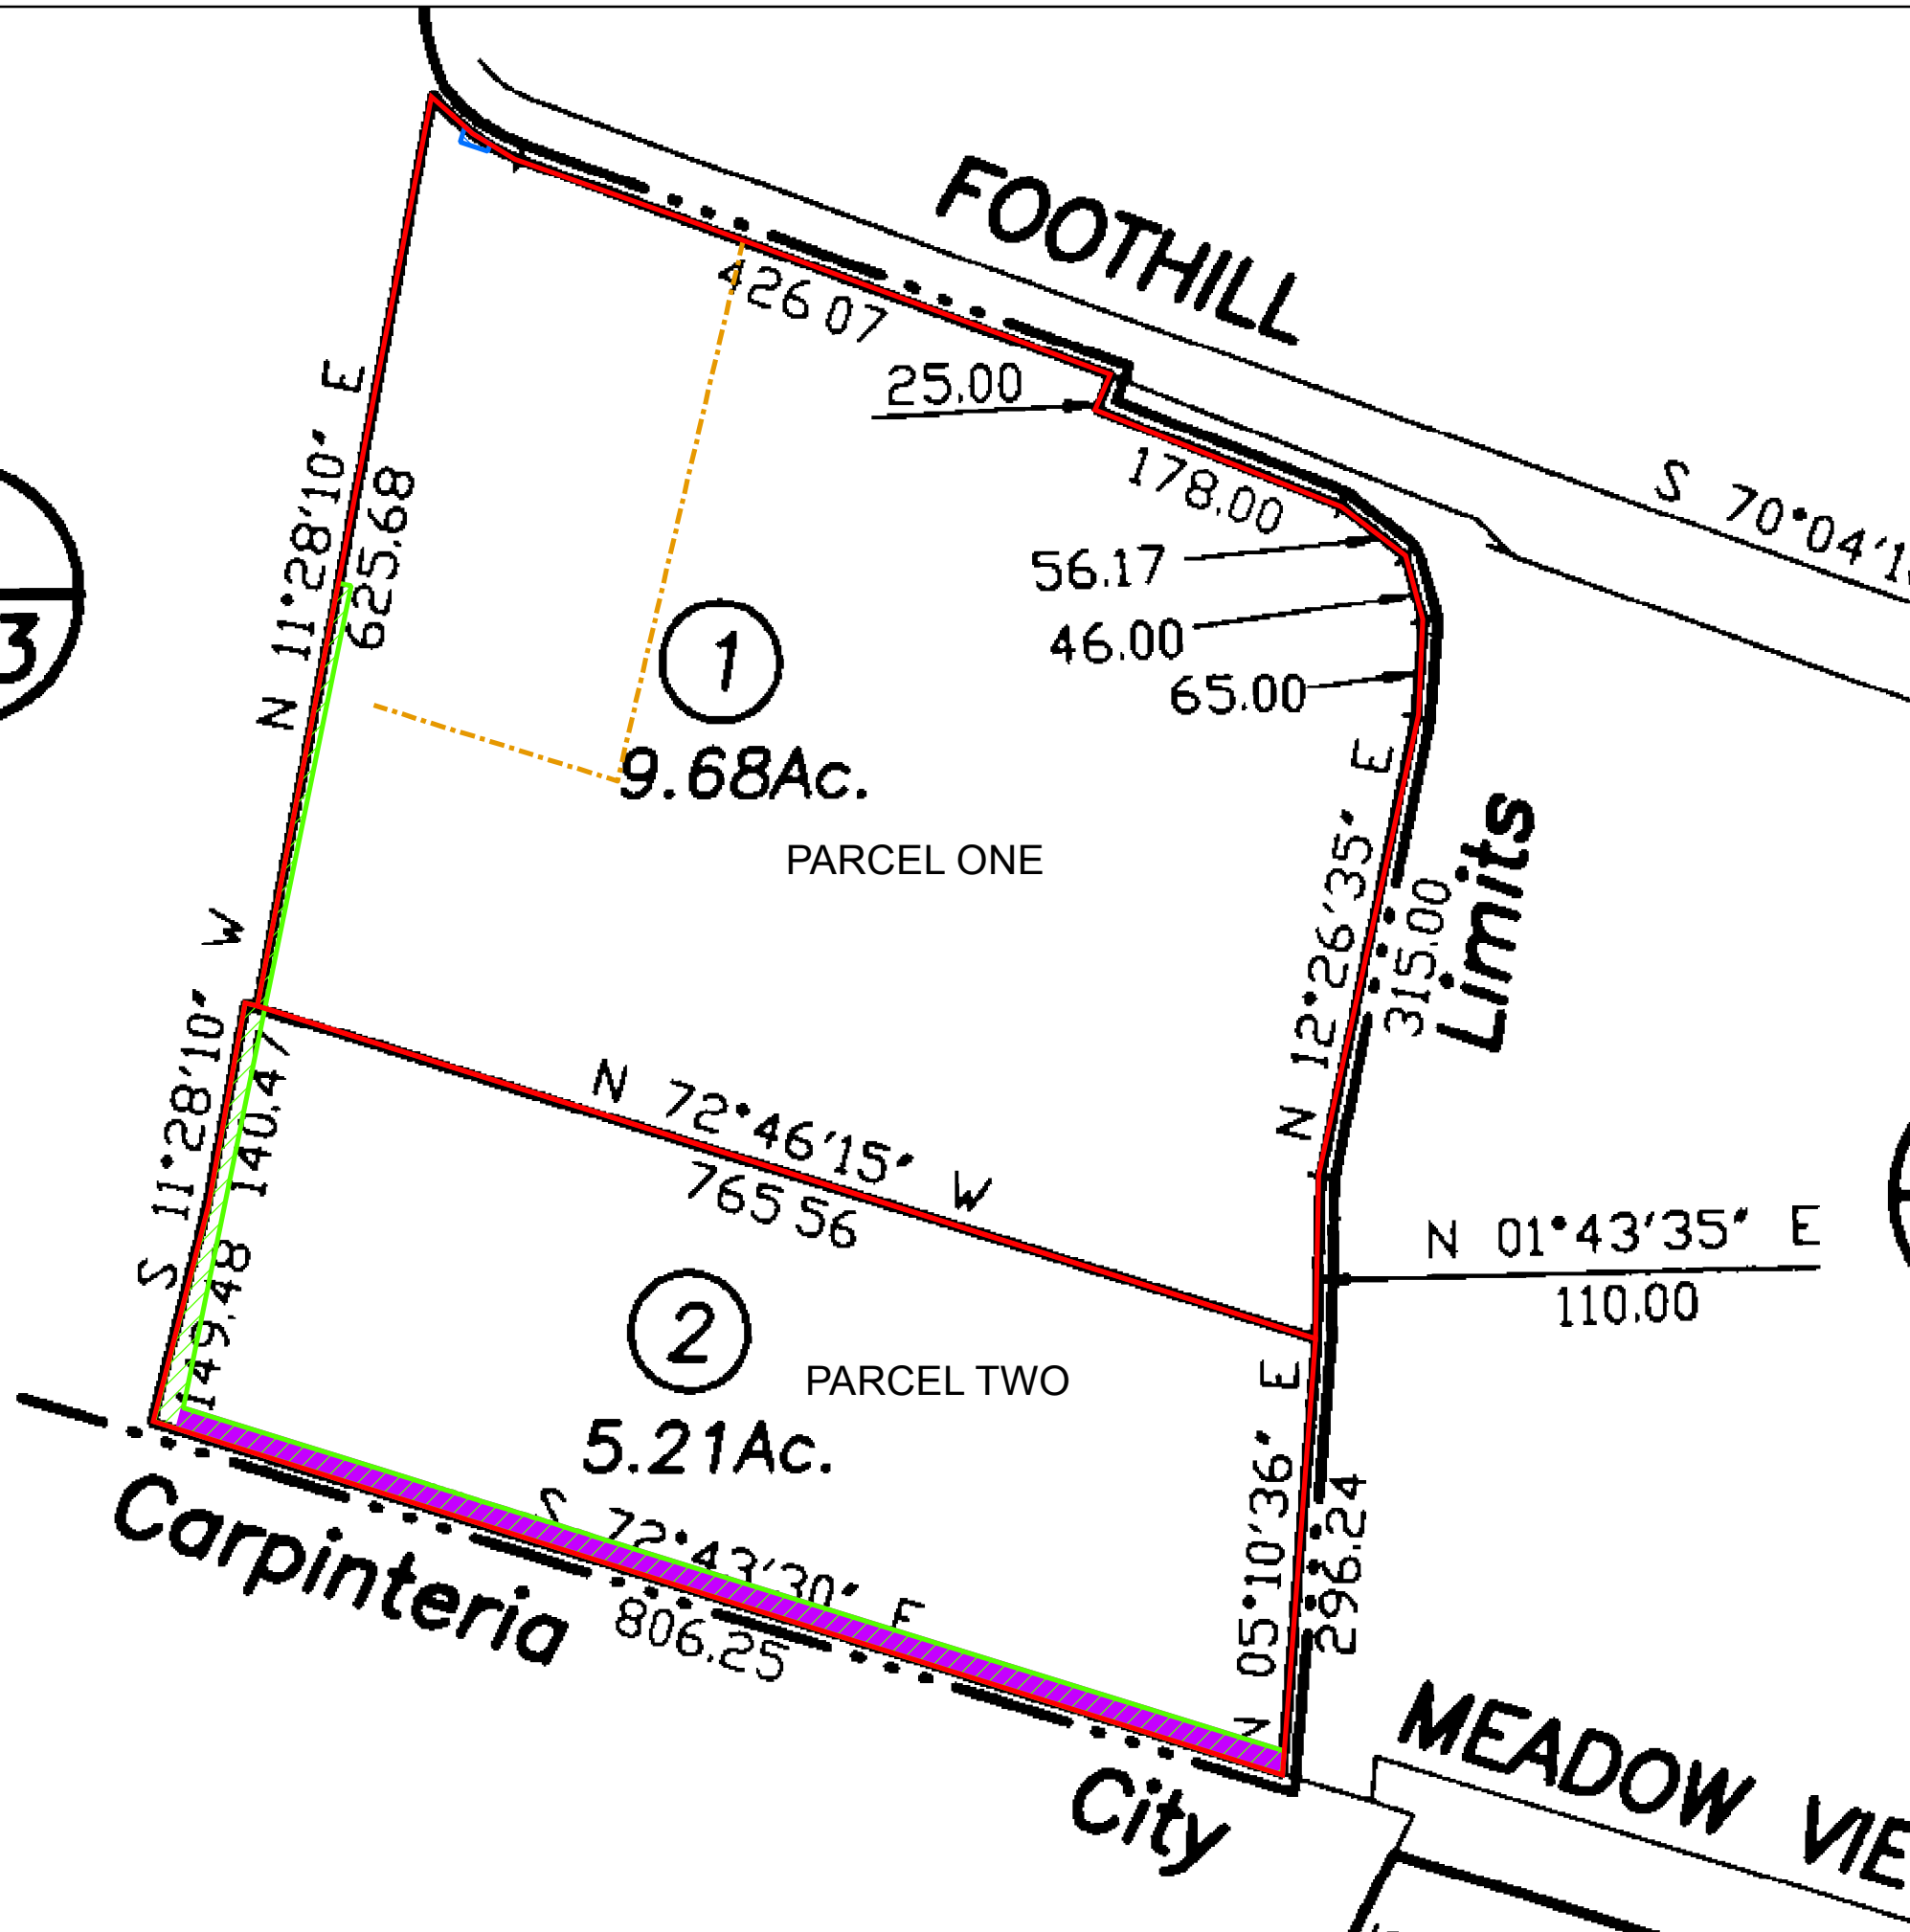 FOOTHILL
426 07
25.00
178.00
S 70°04'1
56.17
46.00
65.00
N 11°28'10" E
625.68
3
1
9.68Ac.
PARCEL ONE
N 12°26'35" E
315.00
Limits
S 11°28'10" W
140.47
149.48
N 72°46'15" W
765 56
N 01°43'35" E
110.00
2
5.21Ac.
PARCEL TWO
N 05°10'36" E
296.24
S 72°43'30" E
806.25
Carpinteria
City
MEADOW VIE